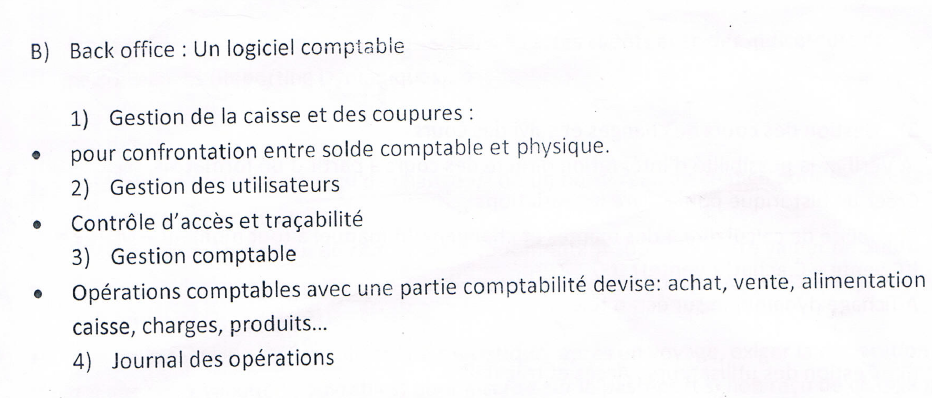 B) Back office : Un logiciel comptable
1) Gestion de la caisse et des coupures :
• pour confrontation entre solde comptable et physique.
2) Gestion des utilisateurs
• Contrôle d'accès et traçabilité
3) Gestion comptable
• Opérations comptables avec une partie comptabilité devise: achat, vente, alimentation
caisse, charges, produits...
4) Journal des opérations